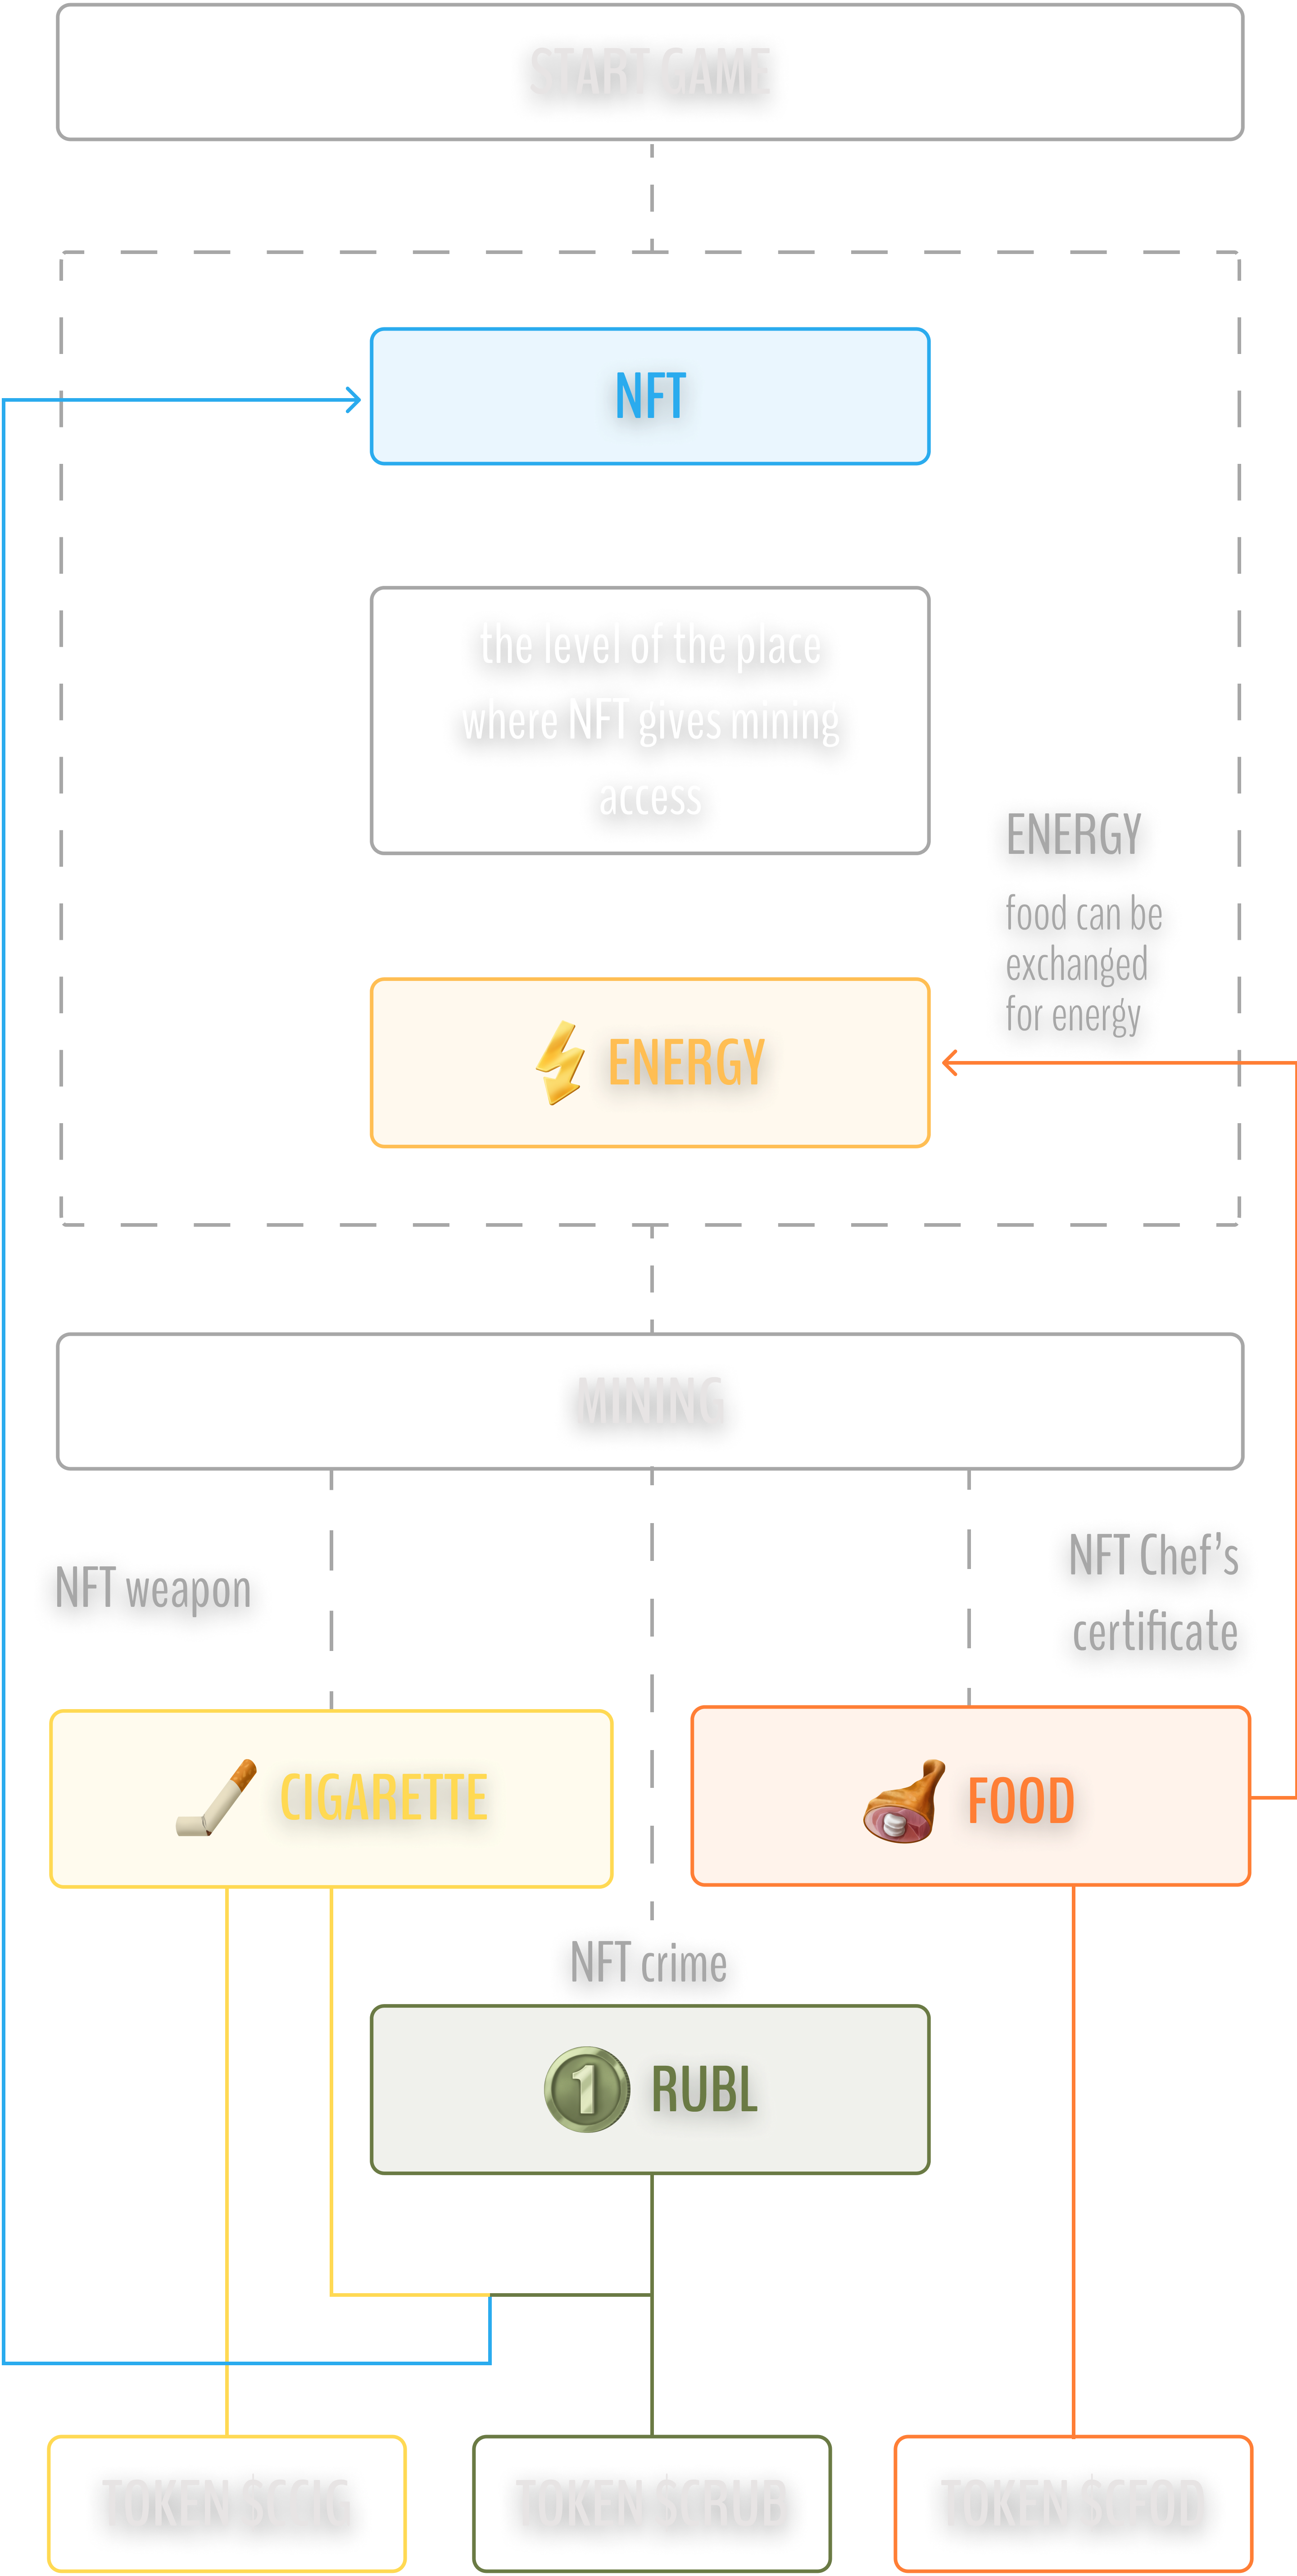 START GAME
NFT
the level of the place
where NFT gives mining
access
ENERGY
food can be
exchanged
for energy
ENERGY
MINING
NFT weapon
NFT Chef’s
certificate
CIGARETTE
FOOD
NFT crime
1 RUBL
TOKEN $CCIG
TOKEN $CRUB
TOKEN $CFOD